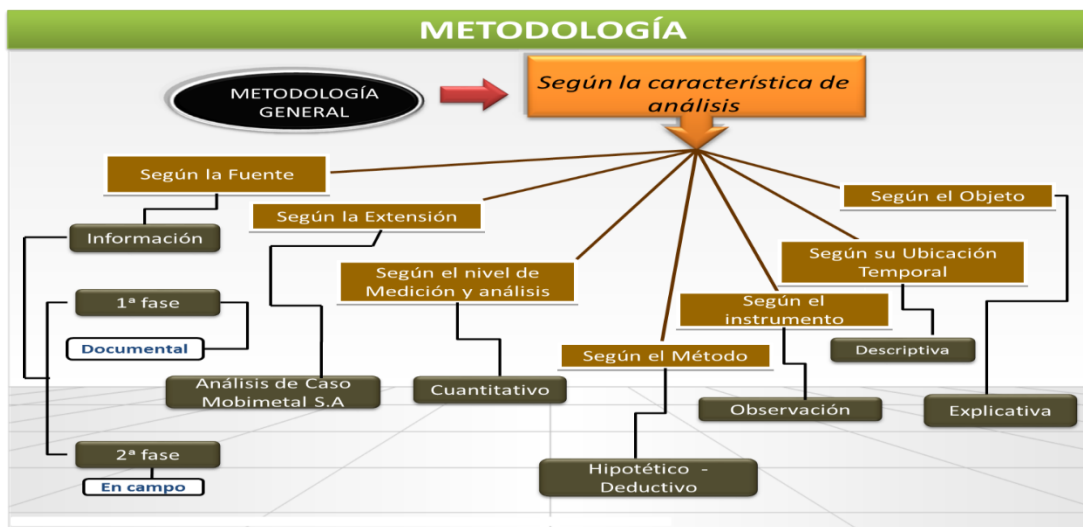 METODOLOGÍA
METODOLOGÍA
GENERAL
Según la característica de
análisis
Según la Fuente
Información
1ª fase
Documental
2ª fase
En campo
Según la Extensión
Análisis de Caso
Mobimetal S.A
Según el nivel de
Medición y análisis
Cuantitativo
Según el Método
Hipotético -
Deductivo
Según el
instrumento
Observación
Según su Ubicación
Temporal
Descriptiva
Según el Objeto
Explicativa